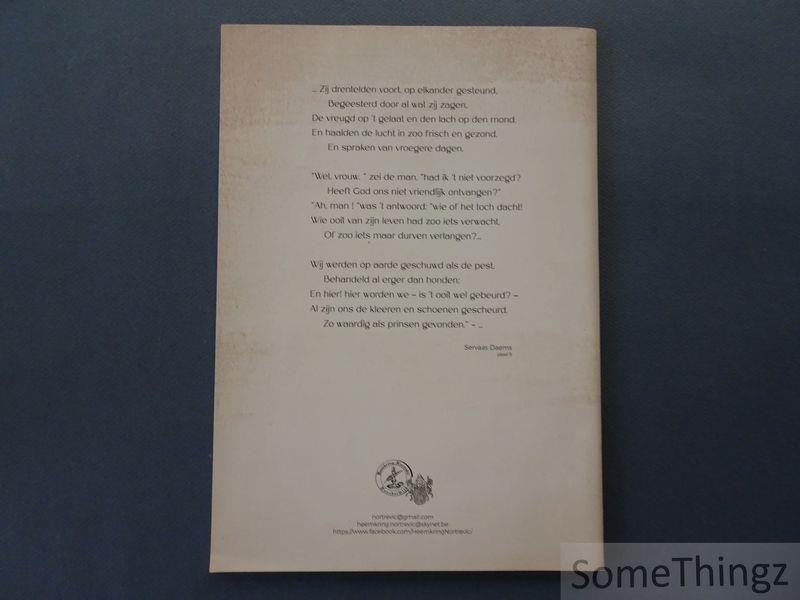 ... Zij drentelden voort, op elkander gesteund,
Begeesterd door al wat zij zagen,
De vreugd op 't gelaat en den lach op den mond,
En haalden de lucht in zoo frisch en gezond,
En spraken van vroegere dagen.
"Wel, vrouw, " zei de man, "had ik 't niet voorzegd?
Heeft God ons niet vriendlijk ontvangen?"
"Ah, man ! "was 't antwoord: "wie of het toch dacht!
Wie ooit van zijn leven had zoo iets verwacht,
Of zoo iets maar durven verlangen?...
Wij werden op aarde geschuwd als de pest,
Behandeld al erger dan honden;
En hier! hier worden we – is 't ooit wel gebeurd? –
Al zijn ons de kleeren en schoenen gescheurd,
Zo waardig als prinsen gevonden." – ...
Servaas Daems
nortrevic@gmail.com
heemkring.nortrevic@skynet.be
https://www.facebook.com/HeemkringNortrevic/
SomeThingz